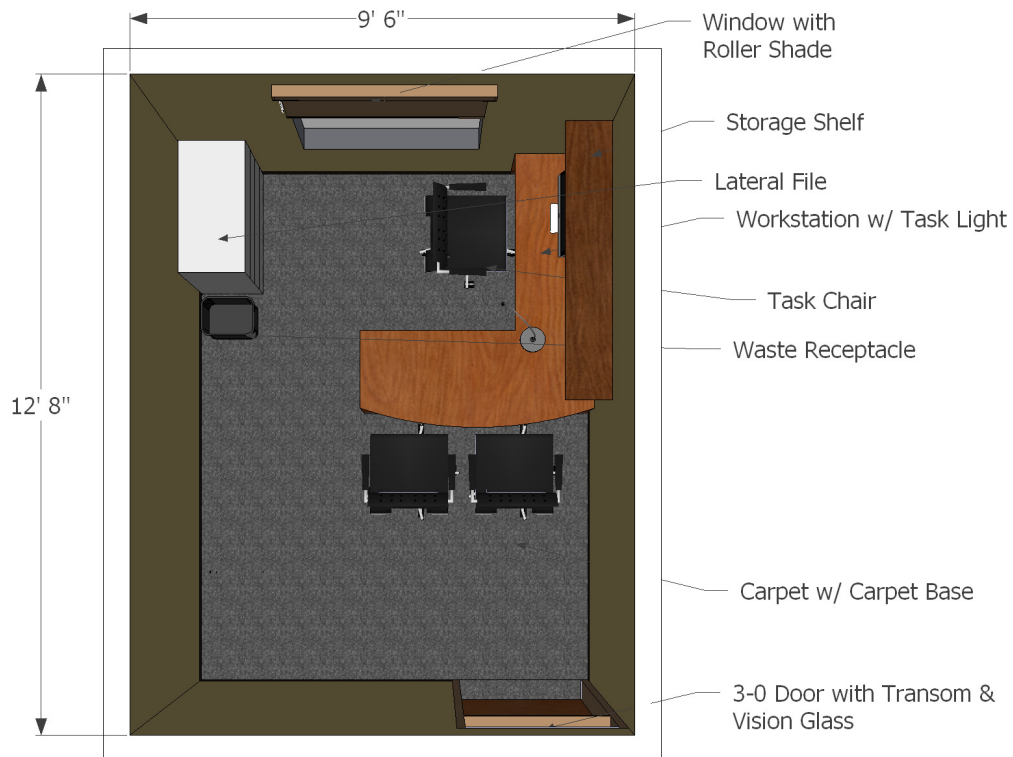 9' 6"
Window with
Roller Shade
Storage Shelf
Lateral File
Workstation w/ Task Light
Task Chair
Waste Receptacle
12' 8"
Carpet w/ Carpet Base
3-0 Door with Transom &
Vision Glass